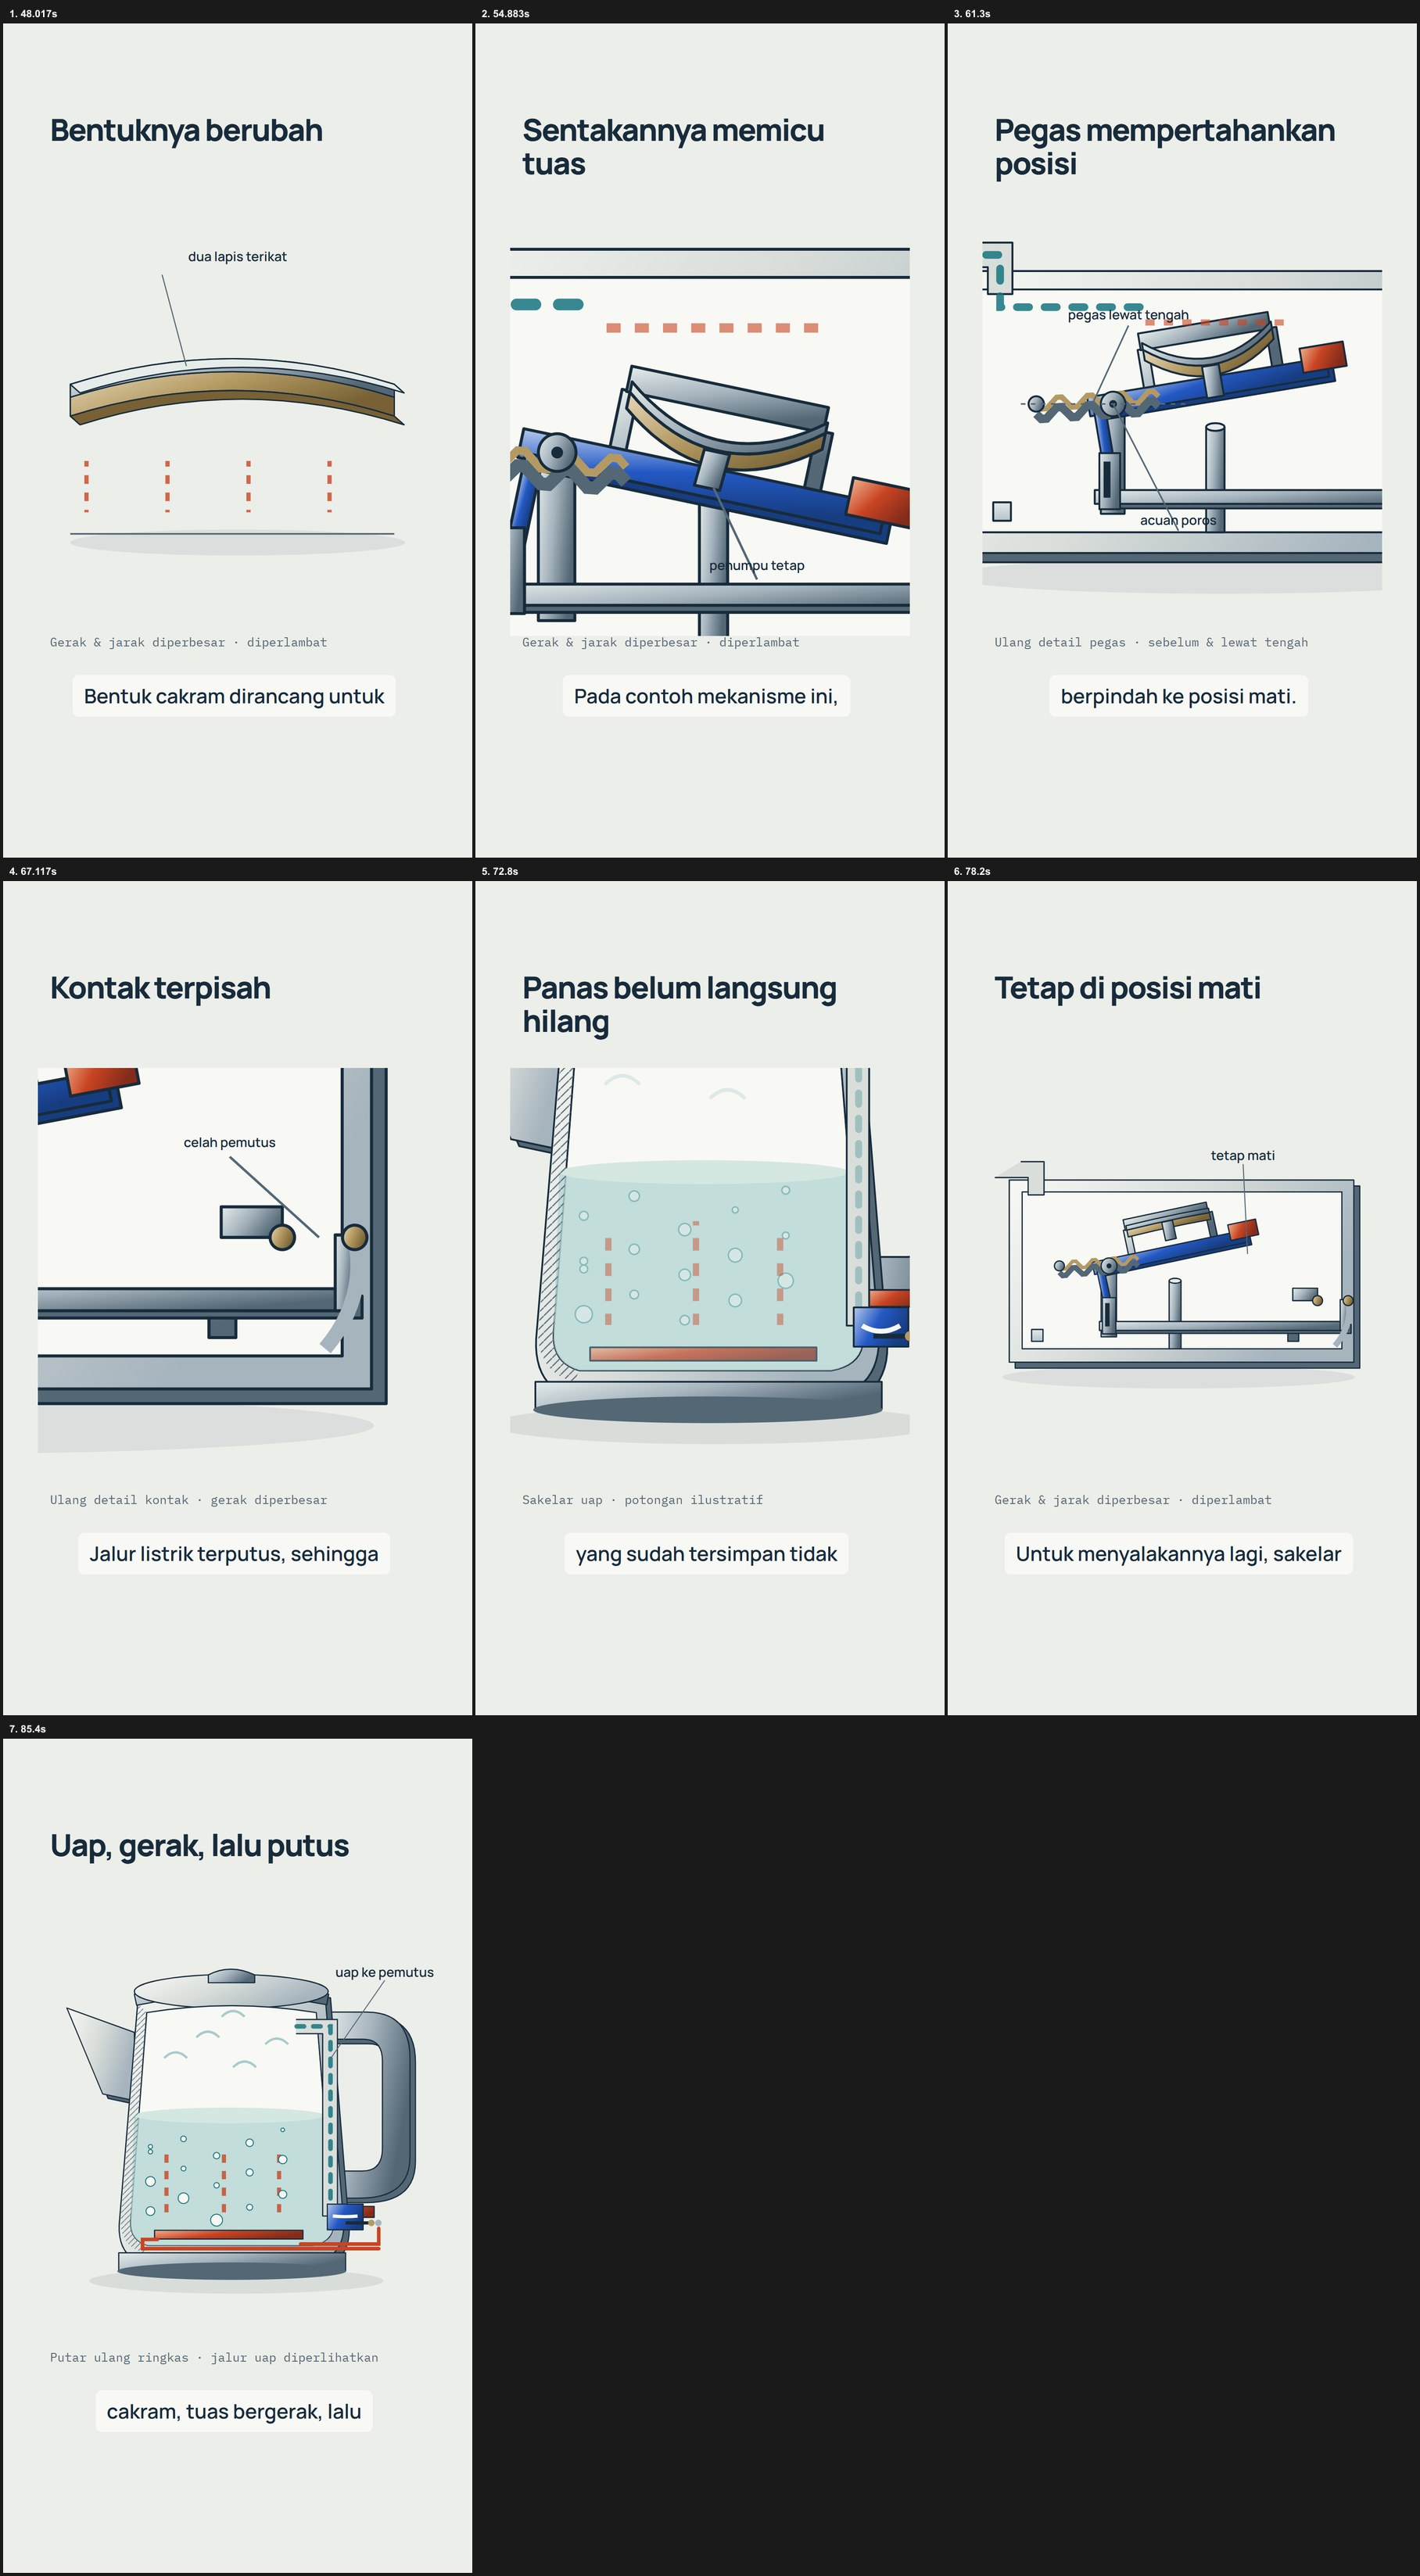 1. 48.017s
Bentuknya berubah
dua lapis terikat
Gerak & jarak diperbesar · diperlambat
Bentuk cakram dirancang untuk
2. 54.883s
Sentakannya memicu
tuas
penumpu tetap
Gerak & jarak diperbesar · diperlambat
Pada contoh mekanisme ini,
3. 61.3s
Pegas mempertahankan
posisi
pegas lewat tengah
acuan poros
Ulang detail pegas · sebelum & lewat tengah
berpindah ke posisi mati.
4. 67.117s
Kontak terpisah
celah pemutus
Ulang detail kontak · gerak diperbesar
Jalur listrik terputus, sehingga
5. 72.8s
Panas belum langsung
hilang
Sakelar uap · potongan ilustratif
yang sudah tersimpan tidak
6. 78.2s
Tetap di posisi mati
tetap mati
Gerak & jarak diperbesar · diperlambat
Untuk menyalakannya lagi, sakelar
7. 85.4s
Uap, gerak, lalu putus
uap ke pemutus
Putar ulang ringkas · jalur uap diperlihatkan
cakram, tuas bergerak, lalu